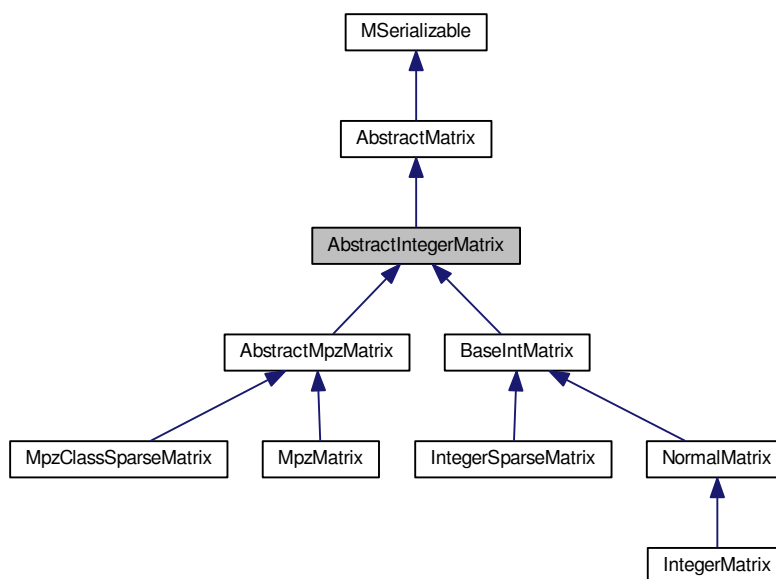 MSerializable
AbstractMatrix
AbstractIntegerMatrix
AbstractMpzMatrix
BaseIntMatrix
MpzClassSparseMatrix
MpzMatrix
IntegerSparseMatrix
NormalMatrix
IntegerMatrix